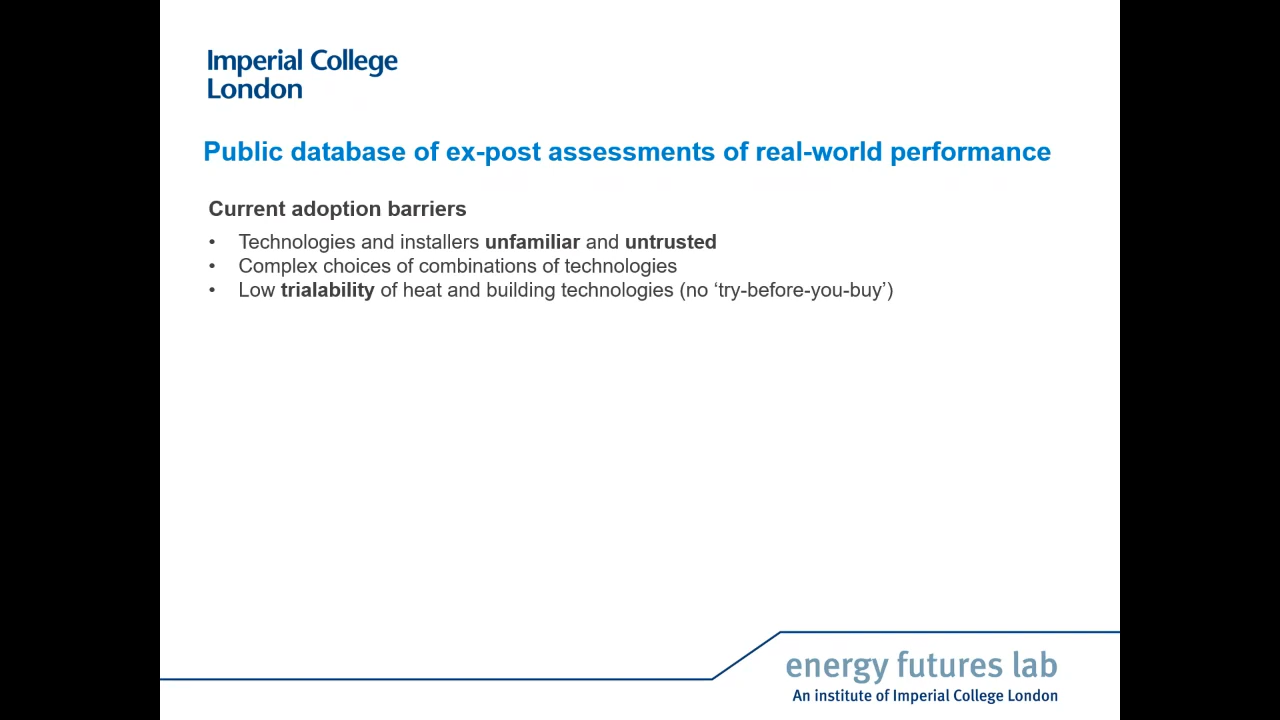 Imperial College
London
Public database of ex-post assessments of real-world performance
Current adoption barriers
• Technologies and installers unfamiliar and untrusted
• Complex choices of combinations of technologies
• Low trialability of heat and building technologies (no ‘try-before-you-buy’)
energy futures lab
An institute of Imperial College London